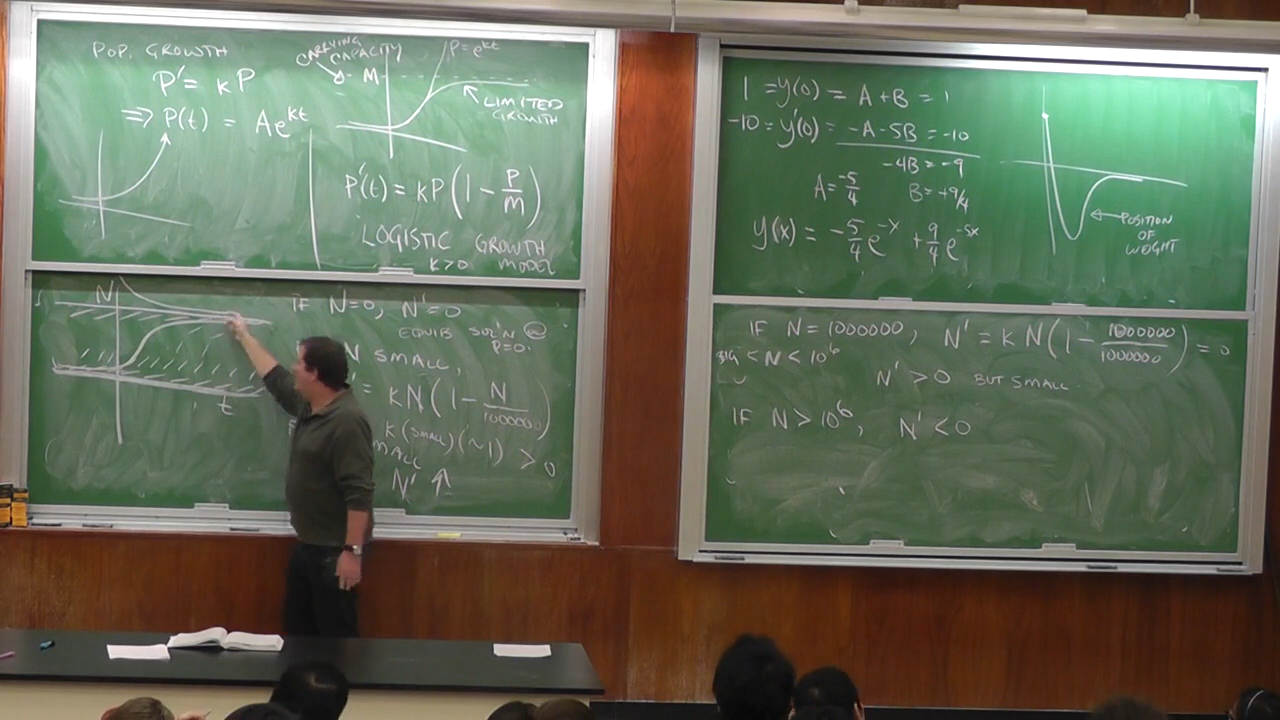 POP. GROWTH
P' = kP
⇒ P(t) = Ae^{kt}
CARRYING
CAPACITY
M
P = e^{kt}
LIMITED
GROWTH
P'(t) = kP(1 - P/M)
LOGISTIC GROWTH
k>0 MODEL
N
t
IF N=0, N'=0
EQUIB SOL'N @
P=0.
N SMALL,
' = kN(1 - N/1000000)
k(SMALL)(~1) > 0
N' ↑
1 = y(0) = A+B = 1
-10 = y'(0) = -A-5B = -10
-4B = -9
A = -5/4 B = +9/4
y(x) = -5/4 e^{-x} + 9/4 e^{-5x}
POSITION
OF
WEIGHT
IF N = 1000000, N' = kN(1 - 1000000/1000000) = 0
BIG < N < 10^6
N' > 0 BUT SMALL.
IF N > 10^6, N' < 0